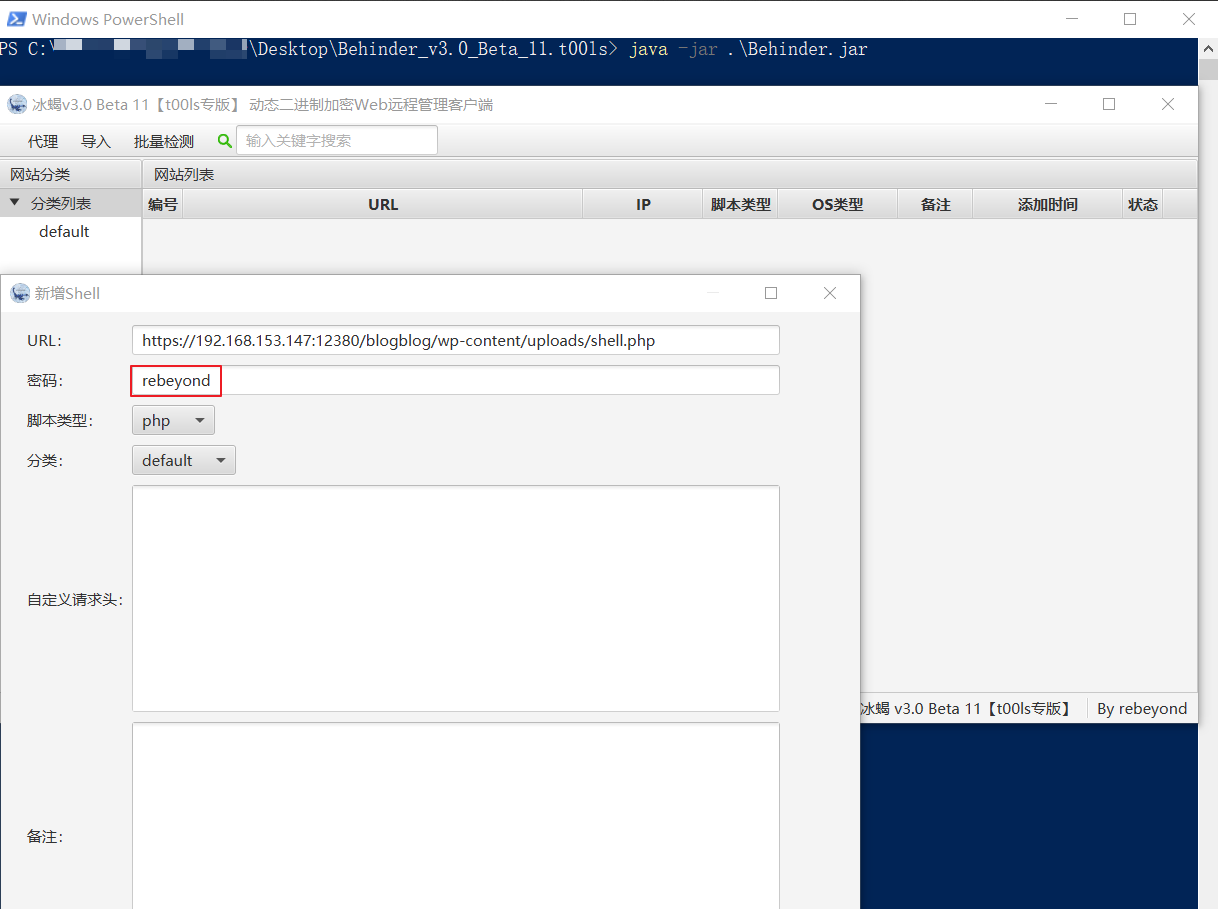 Windows PowerShell
PS C:\ \Desktop\Behinder_v3.0_Beta_11.t00ls> java -jar .\Behinder.jar
冰蝎v3.0 Beta 11【t00ls专版】 动态二进制加密Web远程管理客户端
代理 导入 批量检测 输入关键字搜索
网站分类 网站列表
分类列表 编号 URL IP 脚本类型 OS类型 备注 添加时间 状态
default
新增Shell
URL: https://192.168.153.147:12380/blogblog/wp-content/uploads/shell.php
密码: rebeyond
脚本类型: php
分类: default
自定义请求头:
冰蝎 v3.0 Beta 11【t00ls专版】 By rebeyond
备注: